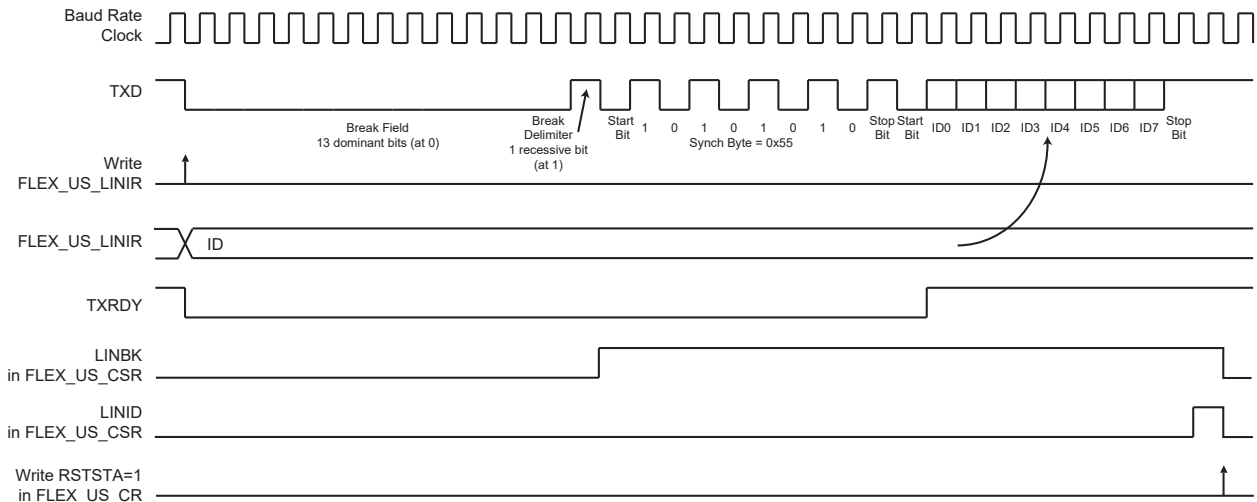 Baud Rate
Clock
TXD
Break Field
13 dominant bits (at 0)
Break
Delimiter
1 recessive bit
(at 1)
Start
Bit
1 0 1 0 1 0 1 0
Synch Byte = 0x55
Stop
Bit
Start
Bit
ID0 ID1 ID2 ID3 ID4 ID5 ID6 ID7
Stop
Bit
Write
FLEX_US_LINIR
FLEX_US_LINIR
ID
TXRDY
LINBK
in FLEX_US_CSR
LINID
in FLEX_US_CSR
Write RSTSTA=1
in FLEX_US_CR